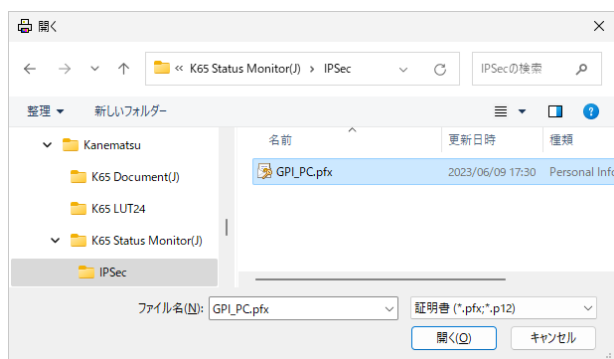 開く
« K65 Status Monitor(J) › IPSec
IPSecの検索
整理 新しいフォルダー
名前 更新日時 種類
Kanematsu
K65 Document(J)
K65 LUT24
K65 Status Monitor(J)
IPSec
GPI_PC.pfx 2023/06/09 17:30 Personal Info
ファイル名(N): GPI_PC.pfx 証明書 (*.pfx;*.p12)
開く(O) キャンセル